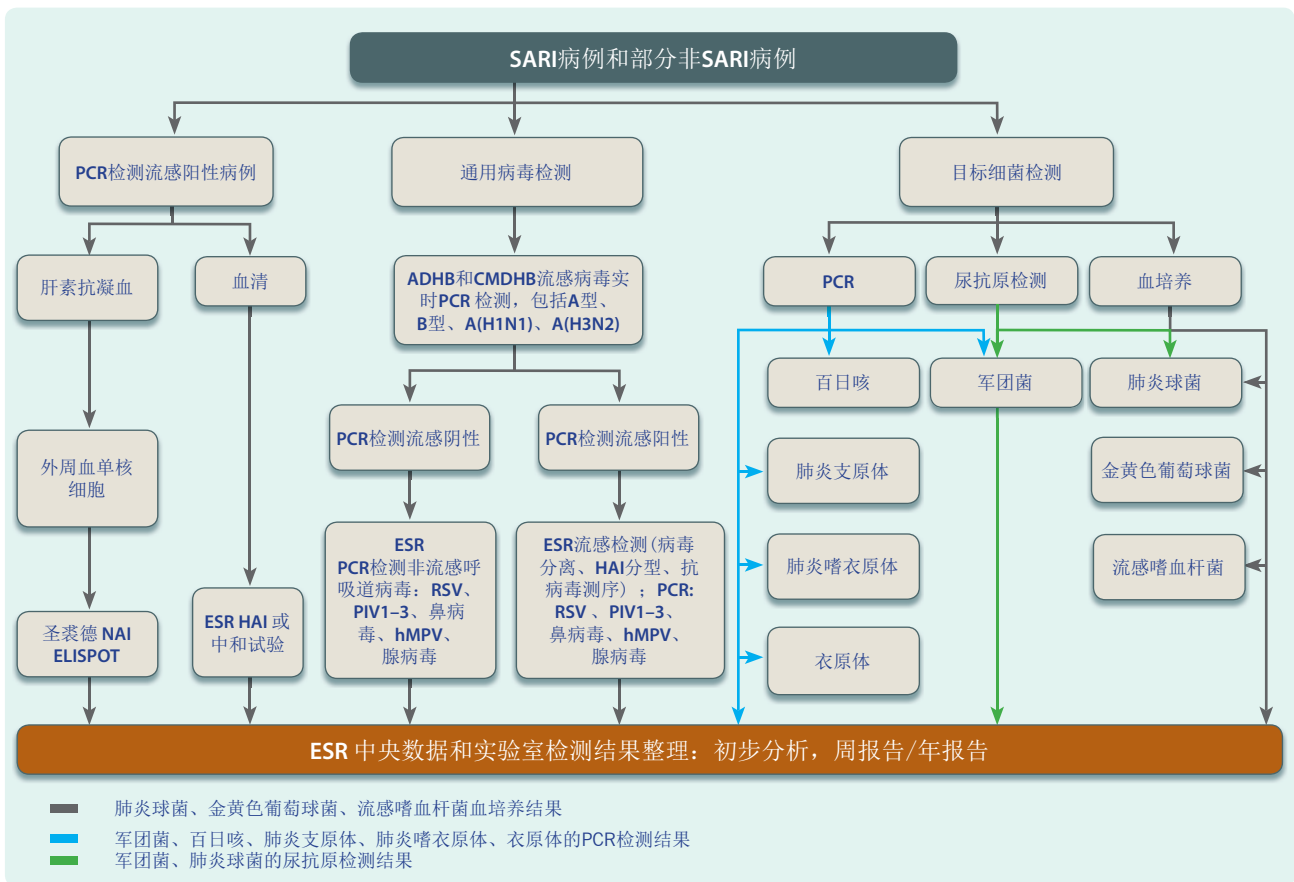 SARI病例和部分非SARI病例
PCR检测流感阳性病例
通用病毒检测
目标细菌检测
肝素抗凝血
血清
ADHB和CMDHB流感病毒实
时PCR 检测，包括A型、
B型、A(H1N1)、A(H3N2)
PCR
尿抗原检测
血培养
百日咳
军团菌
肺炎球菌
PCR检测流感阴性
PCR检测流感阳性
外周血单核
细胞
肺炎支原体
金黄色葡萄球菌
ESR
PCR检测非流感呼
吸道病毒：RSV、
PIV1–3、鼻病
毒、hMPV、
腺病毒
ESR流感检测(病毒
分离、HAI分型、抗
病毒测序)；PCR:
RSV 、PIV1–3、
鼻病毒、hMPV、
腺病毒
肺炎嗜衣原体
流感嗜血杆菌
圣裘德 NAI
ELISPOT
ESR HAI 或
中和试验
衣原体
ESR 中央数据和实验室检测结果整理：初步分析，周报告/年报告
肺炎球菌、金黄色葡萄球菌、流感嗜血杆菌血培养结果
军团菌、百日咳、肺炎支原体、肺炎嗜衣原体、衣原体的PCR检测结果
军团菌、肺炎球菌的尿抗原检测结果